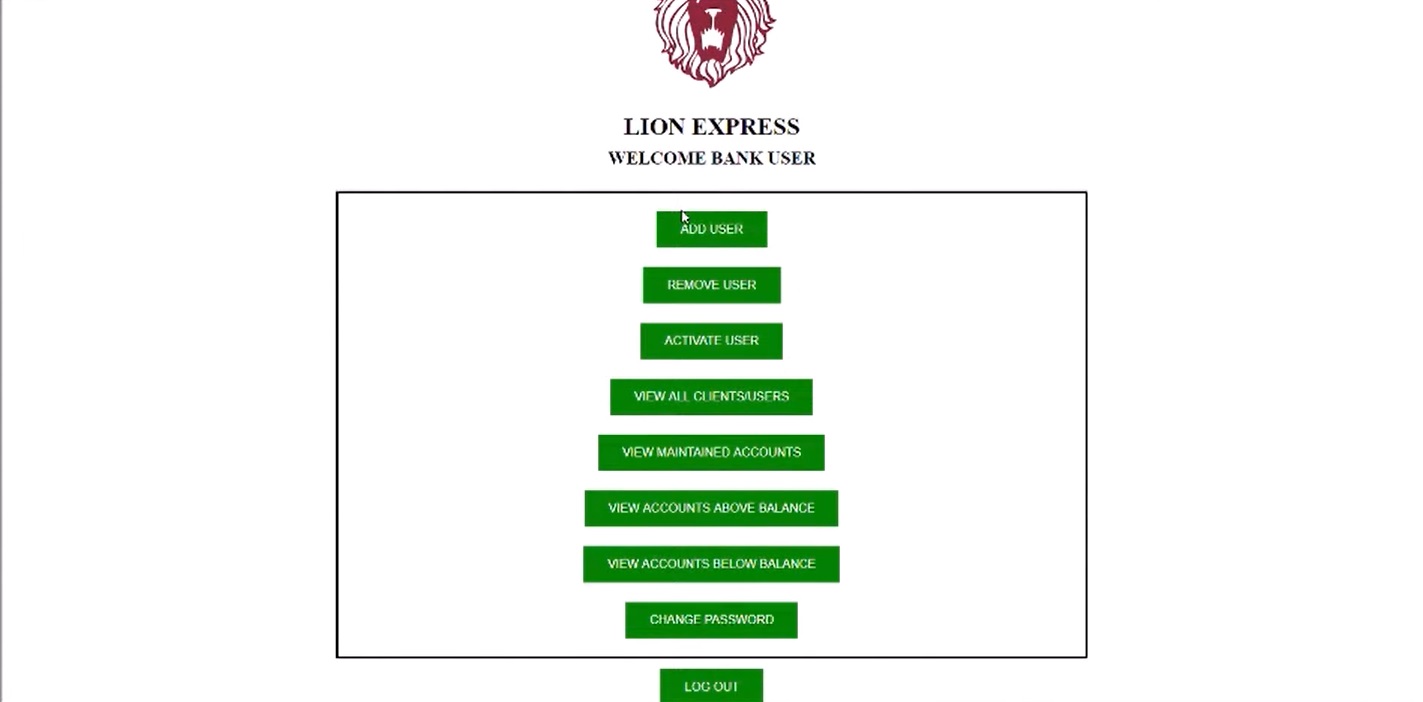 LION EXPRESS
WELCOME BANK USER
ADD USER
REMOVE USER
ACTIVATE USER
VIEW ALL CLIENTS/USERS
VIEW MAINTAINED ACCOUNTS
VIEW ACCOUNTS ABOVE BALANCE
VIEW ACCOUNTS BELOW BALANCE
CHANGE PASSWORD
LOG OUT